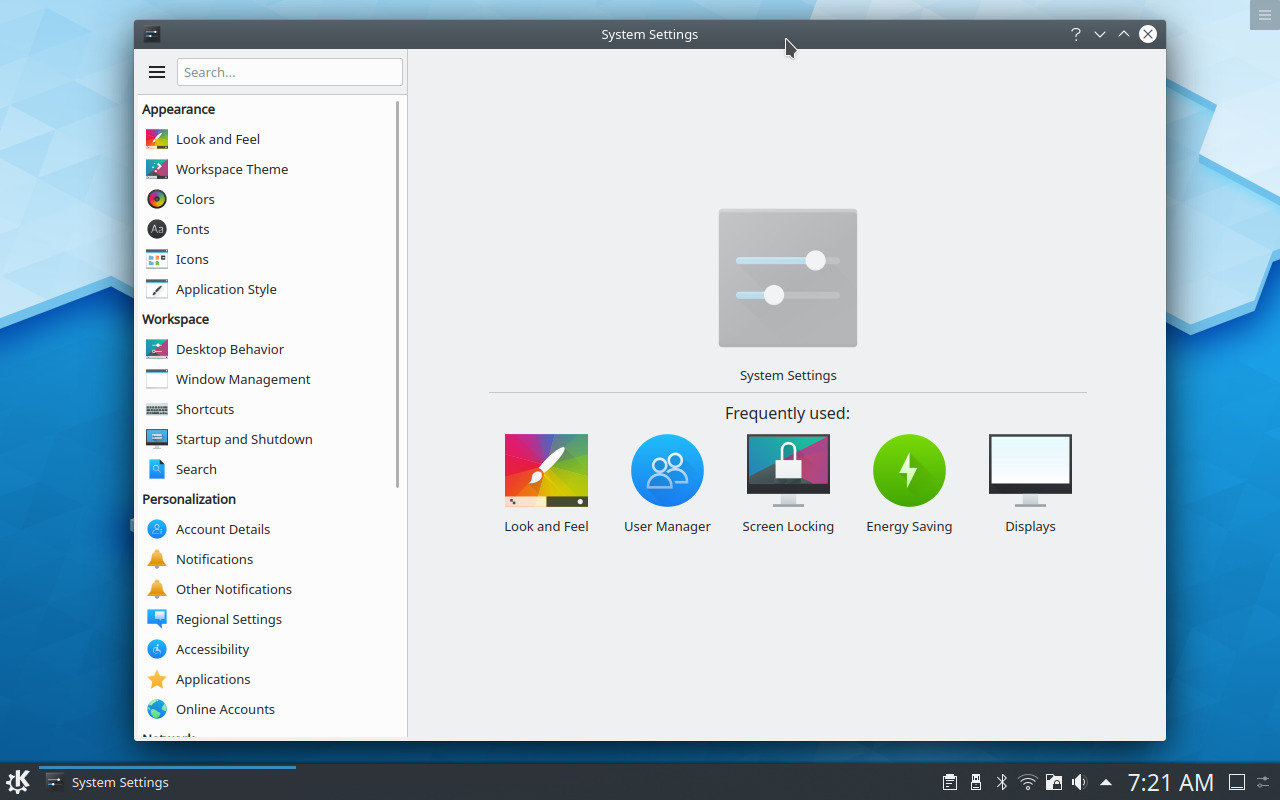 System Settings
Search...
Appearance
Look and Feel
Workspace Theme
Colors
Aa
Fonts
Icons
Application Style
Workspace
Desktop Behavior
Window Management
Shortcuts
Startup and Shutdown
Search
Personalization
Account Details
Notifications
Other Notifications
Regional Settings
Accessibility
Applications
Online Accounts
Network
System Settings
Frequently used:
Look and Feel
User Manager
Screen Locking
Energy Saving
Displays
System Settings
7:21 AM